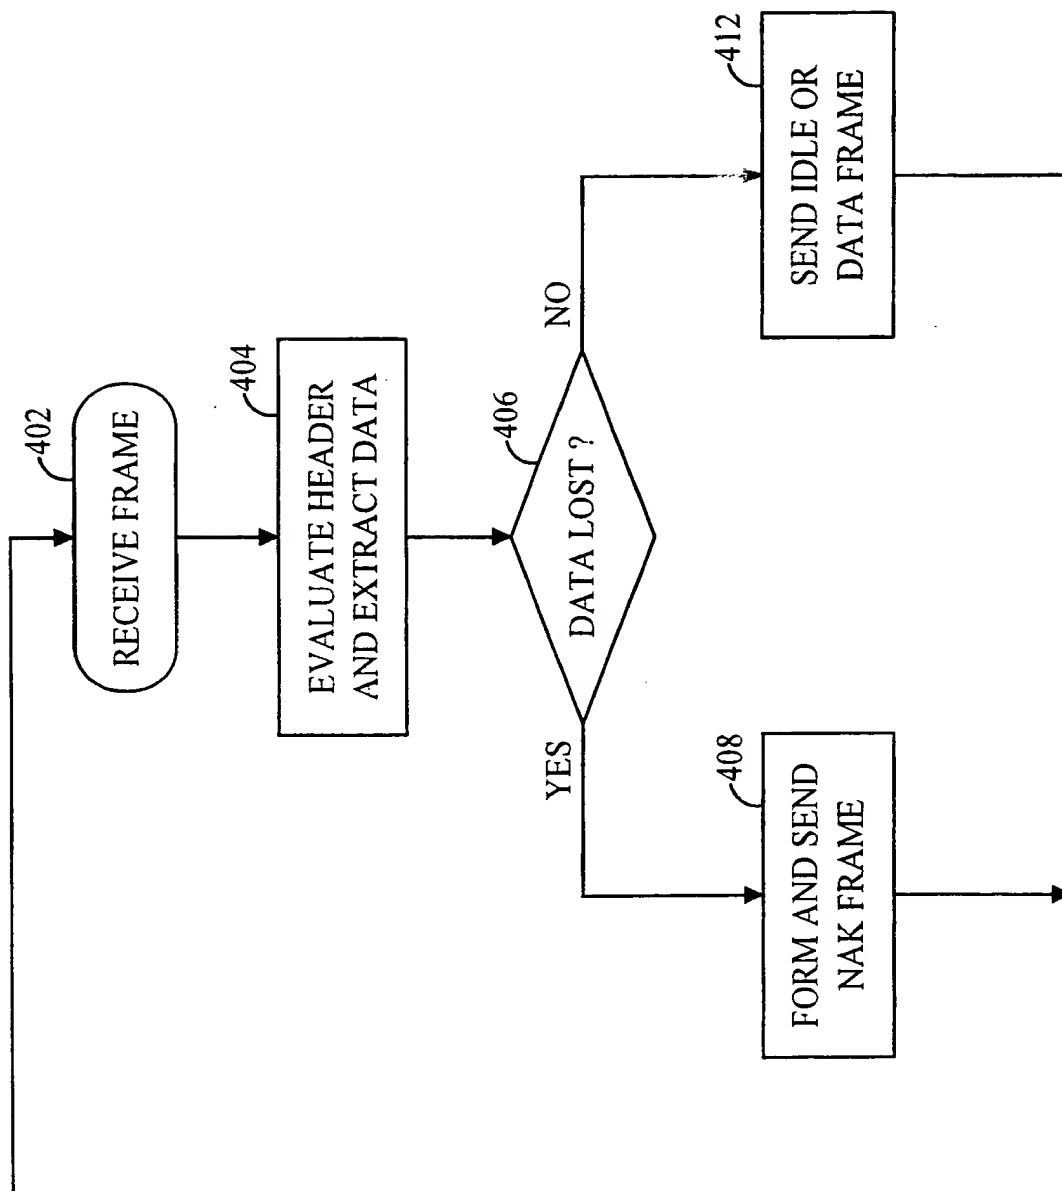 402
RECEIVE FRAME
404
EVALUATE HEADER
AND EXTRACT DATA
406
DATA LOST ?
YES
NO
408
FORM AND SEND
NAK FRAME
412
SEND IDLE OR
DATA FRAME